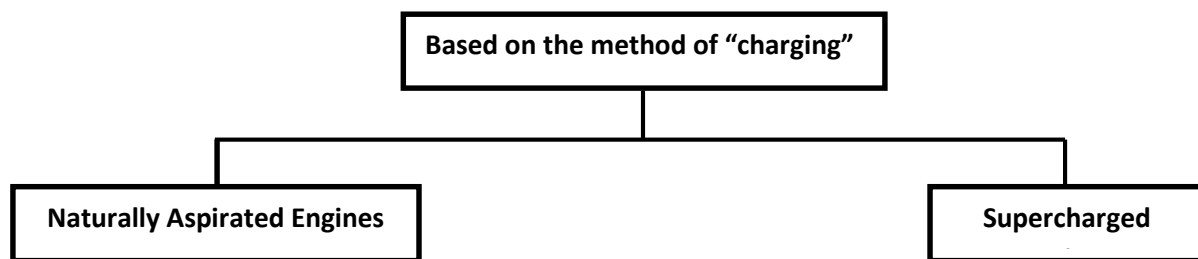 Based on the method of “charging”
Naturally Aspirated Engines
Supercharged